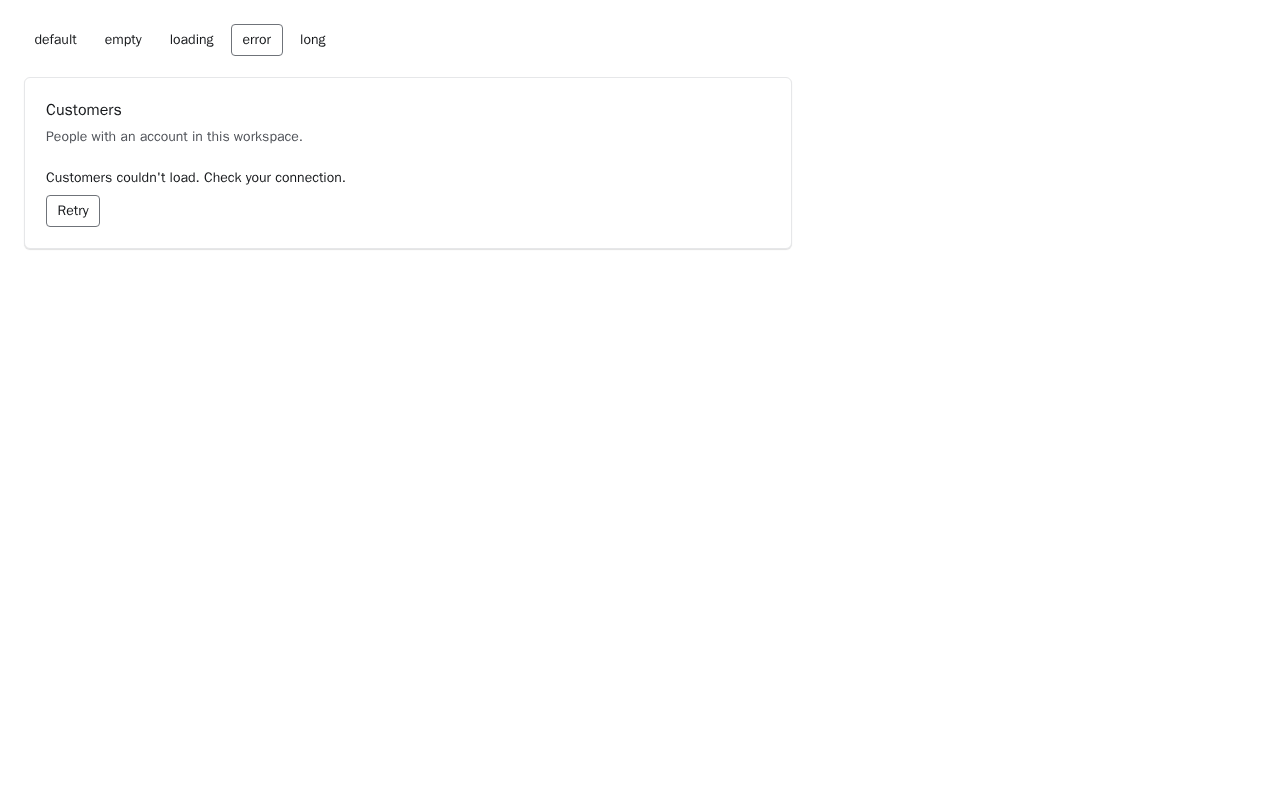 default empty loading error long
Customers
People with an account in this workspace.
Customers couldn't load. Check your connection.
Retry